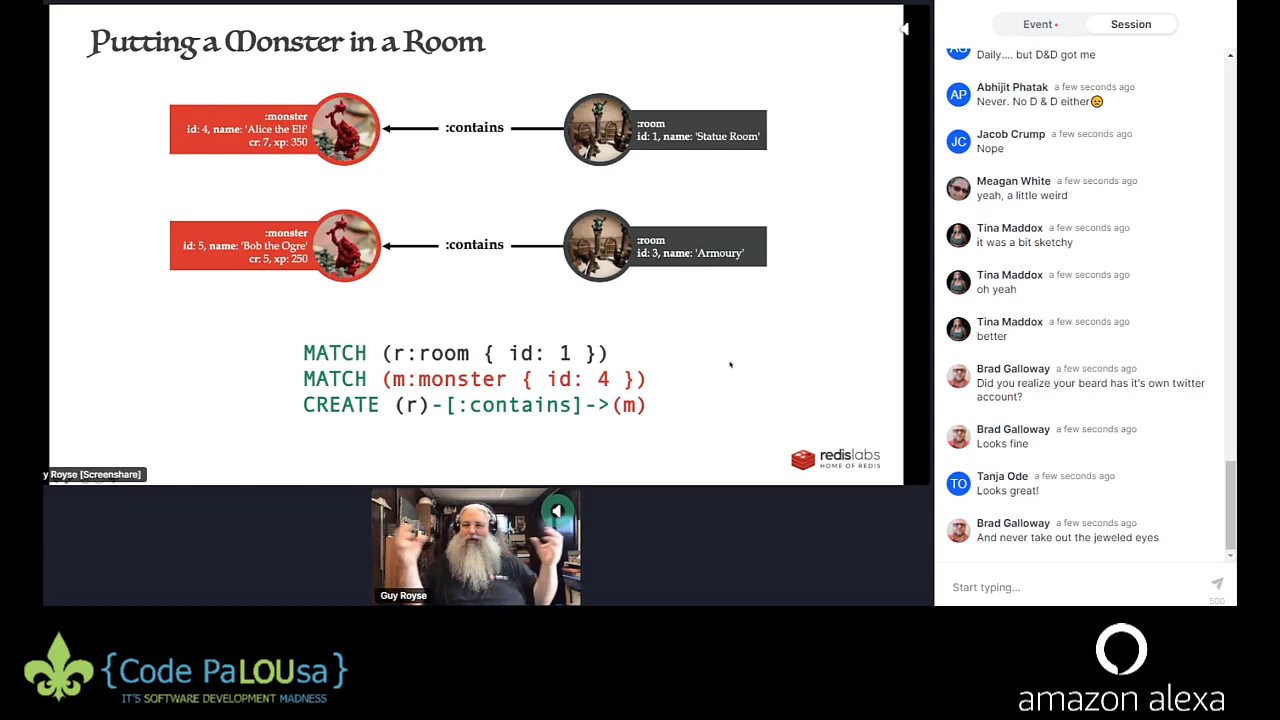 Putting a Monster in a Room
:monster
id: 4, name: 'Alice the Elf'
cr: 7, xp: 350
:contains
:room
id: 1, name: 'Statue Room'
:monster
id: 5, name: 'Bob the Ogre'
cr: 5, xp: 250
:contains
:room
id: 3, name: 'Armoury'
MATCH (r:room { id: 1 })
MATCH (m:monster { id: 4 })
CREATE (r)-[:contains]->(m)
redislabs
HOME OF REDIS
y Royse [Screenshare]
Guy Royse
Event
Session
Daily.... but D&D got me
AP
Abhijit Phatak a few seconds ago
Never. No D & D either😣
JC
Jacob Crump a few seconds ago
Nope
Meagan White a few seconds ago
yeah, a little weird
Tina Maddox a few seconds ago
it was a bit sketchy
Tina Maddox a few seconds ago
oh yeah
Tina Maddox a few seconds ago
better
Brad Galloway a few seconds ago
Did you realize your beard has it's own twitter
account?
Brad Galloway a few seconds ago
Looks fine
TO
Tanja Ode a few seconds ago
Looks great!
Brad Galloway a few seconds ago
And never take out the jeweled eyes
Start typing...
500
{Code PaLOUsa}
IT'S SOFTWARE DEVELOPMENT MADNESS
amazon alexa